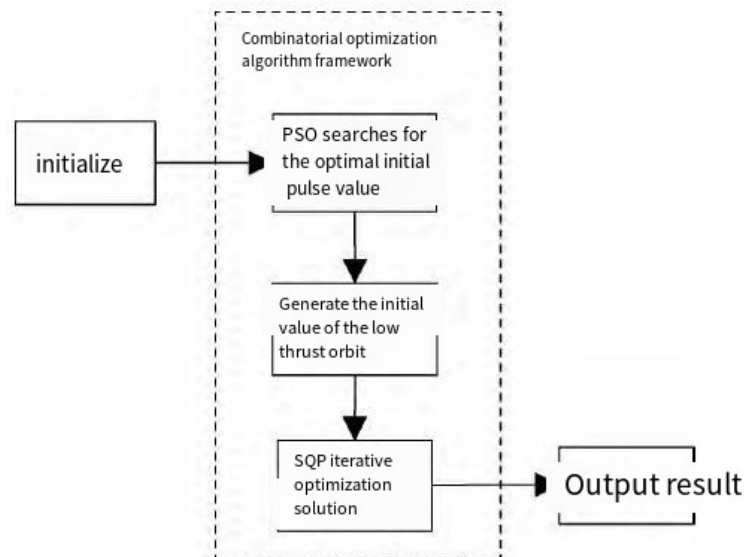 Combinatorial optimization
algorithm framework
initialize
PSO searches for
the optimal initial
pulse value
Generate the initial
value of the low
thrust orbit
SQP iterative
optimization
solution
Output result